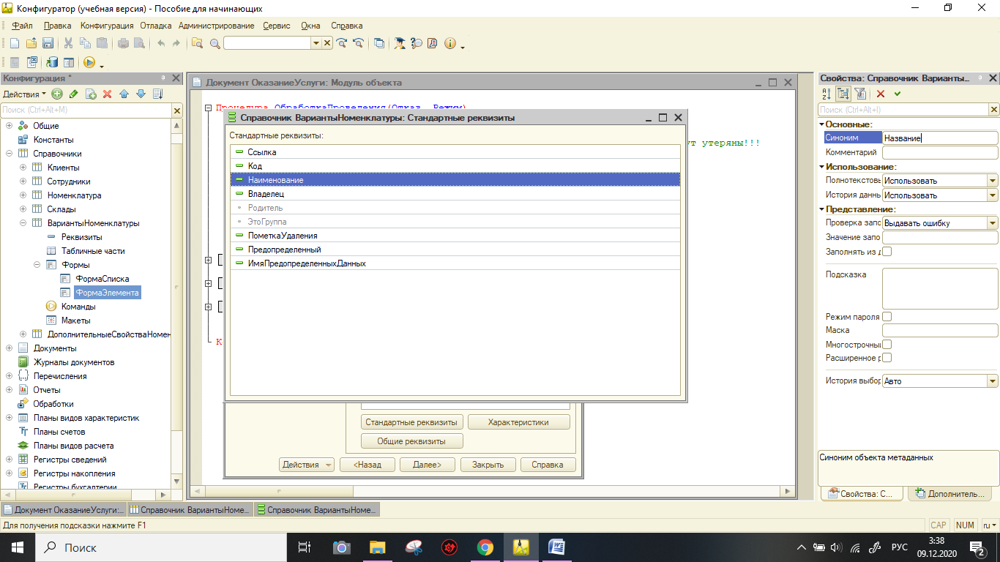 Конфигуратор (учебная версия) - Пособие для начинающих
Файл Правка Конфигурация Отладка Администрирование Сервис Окна Справка
Конфигурация *
Действия
Поиск (Ctrl+Alt+M)
Общие
Константы
Справочники
Клиенты
Сотрудники
Номенклатура
Склады
ВариантыНоменклатуры
Реквизиты
Табличные части
Формы
ФормаСписка
ФормаЭлемента
Команды
Макеты
ДополнительныеСвойстваНомен
Документы
Журналы документов
Перечисления
Отчеты
Обработки
Планы видов характеристик
Планы счетов
Планы видов расчета
Регистры сведений
Регистры накопления
Регистры бухгалтерии
Документ ОказаниеУслуги: Модуль объекта
Процедура ОбработкаПроведения(Отказ, Режим)
ут утеряны!!!
К
Справочник ВариантыНоменклатуры: Стандартные реквизиты
Стандартные реквизиты:
Ссылка
Код
Наименование
Владелец
Родитель
ЭтоГруппа
ПометкаУдаления
Предопределенный
ИмяПредопределенныхДанных
Стандартные реквизиты Характеристики
Общие реквизиты
Действия <Назад Далее> Закрыть Справка
Свойства: Справочник Варианты...
Поиск (Ctrl+Alt+I)
Основные:
Синоним Название
Комментарий
Использование:
Полнотекстовь Использовать
История данны Использовать
Представление:
Проверка запо Выдавать ошибку
Значение запо
Заполнять из д
Подсказка
Режим пароля
Маска
Многострочный
Расширенное р
История выбор Авто
Синоним объекта метаданных
Свойства: С... Дополнитель...
Документ ОказаниеУслуги:... Справочник ВариантыНоме... Справочник ВариантыНоме...
Для получения подсказки нажмите F1 CAP NUM ru
Поиск РУС 3:38
09.12.2020 2